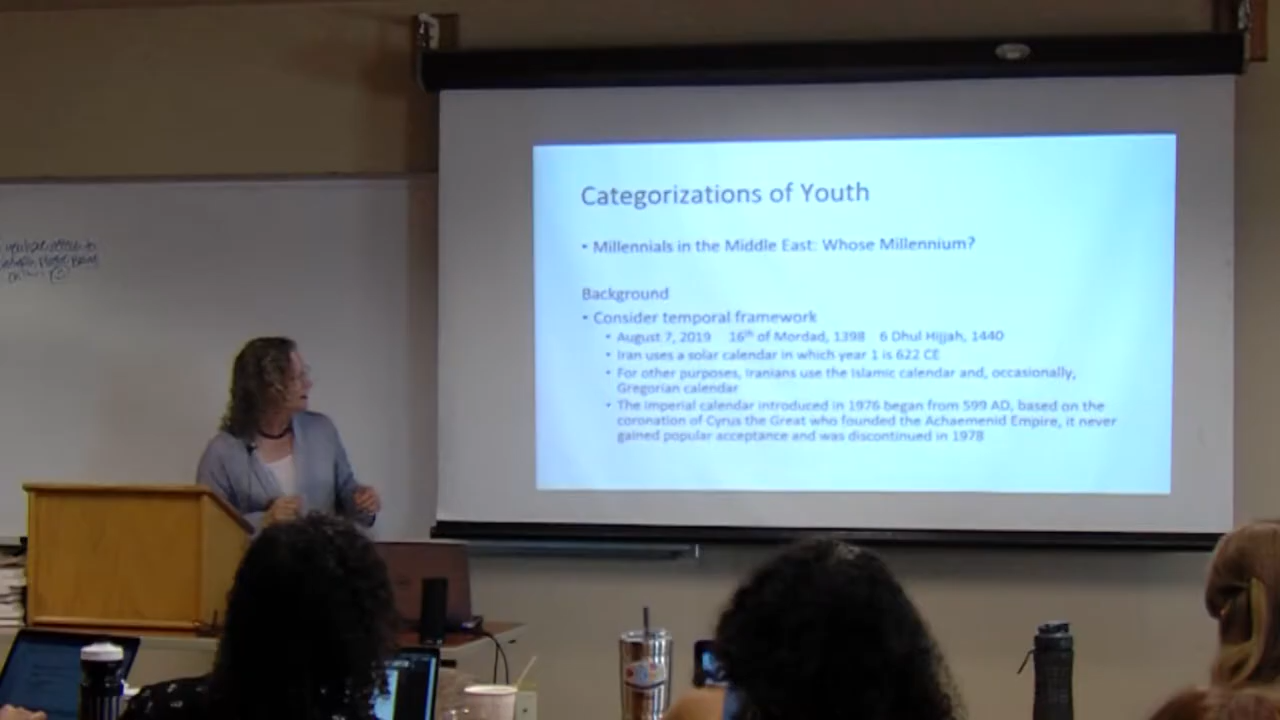 Categorizations of Youth
• Millennials in the Middle East: Whose Millennium?
Background
• Consider temporal framework
• August 7, 2019 16th of Mordad, 1398 6 Dhul Hijjah, 1440
• Iran uses a solar calendar in which year 1 is 622 CE
• For other purposes, Iranians use the Islamic calendar and, occasionally,
Gregorian calendar
• The imperial calendar introduced in 1976 began from 599 AD, based on the
coronation of Cyrus the Great who founded the Achaemenid Empire, it never
gained popular acceptance and was discontinued in 1978